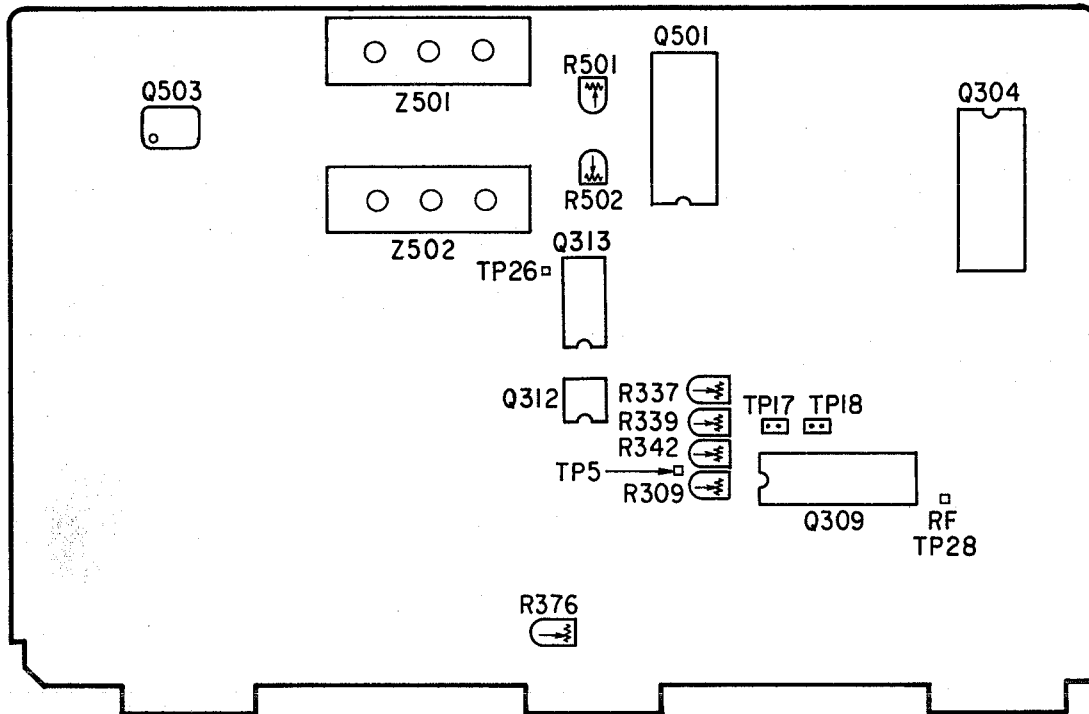 Q501
R501
Q503
Z501
Q304
R502
Z502
Q313
TP26
Q312
R337
TP17 TP18
R339
R342
TP5
R309
Q309
RF
TP28
R376